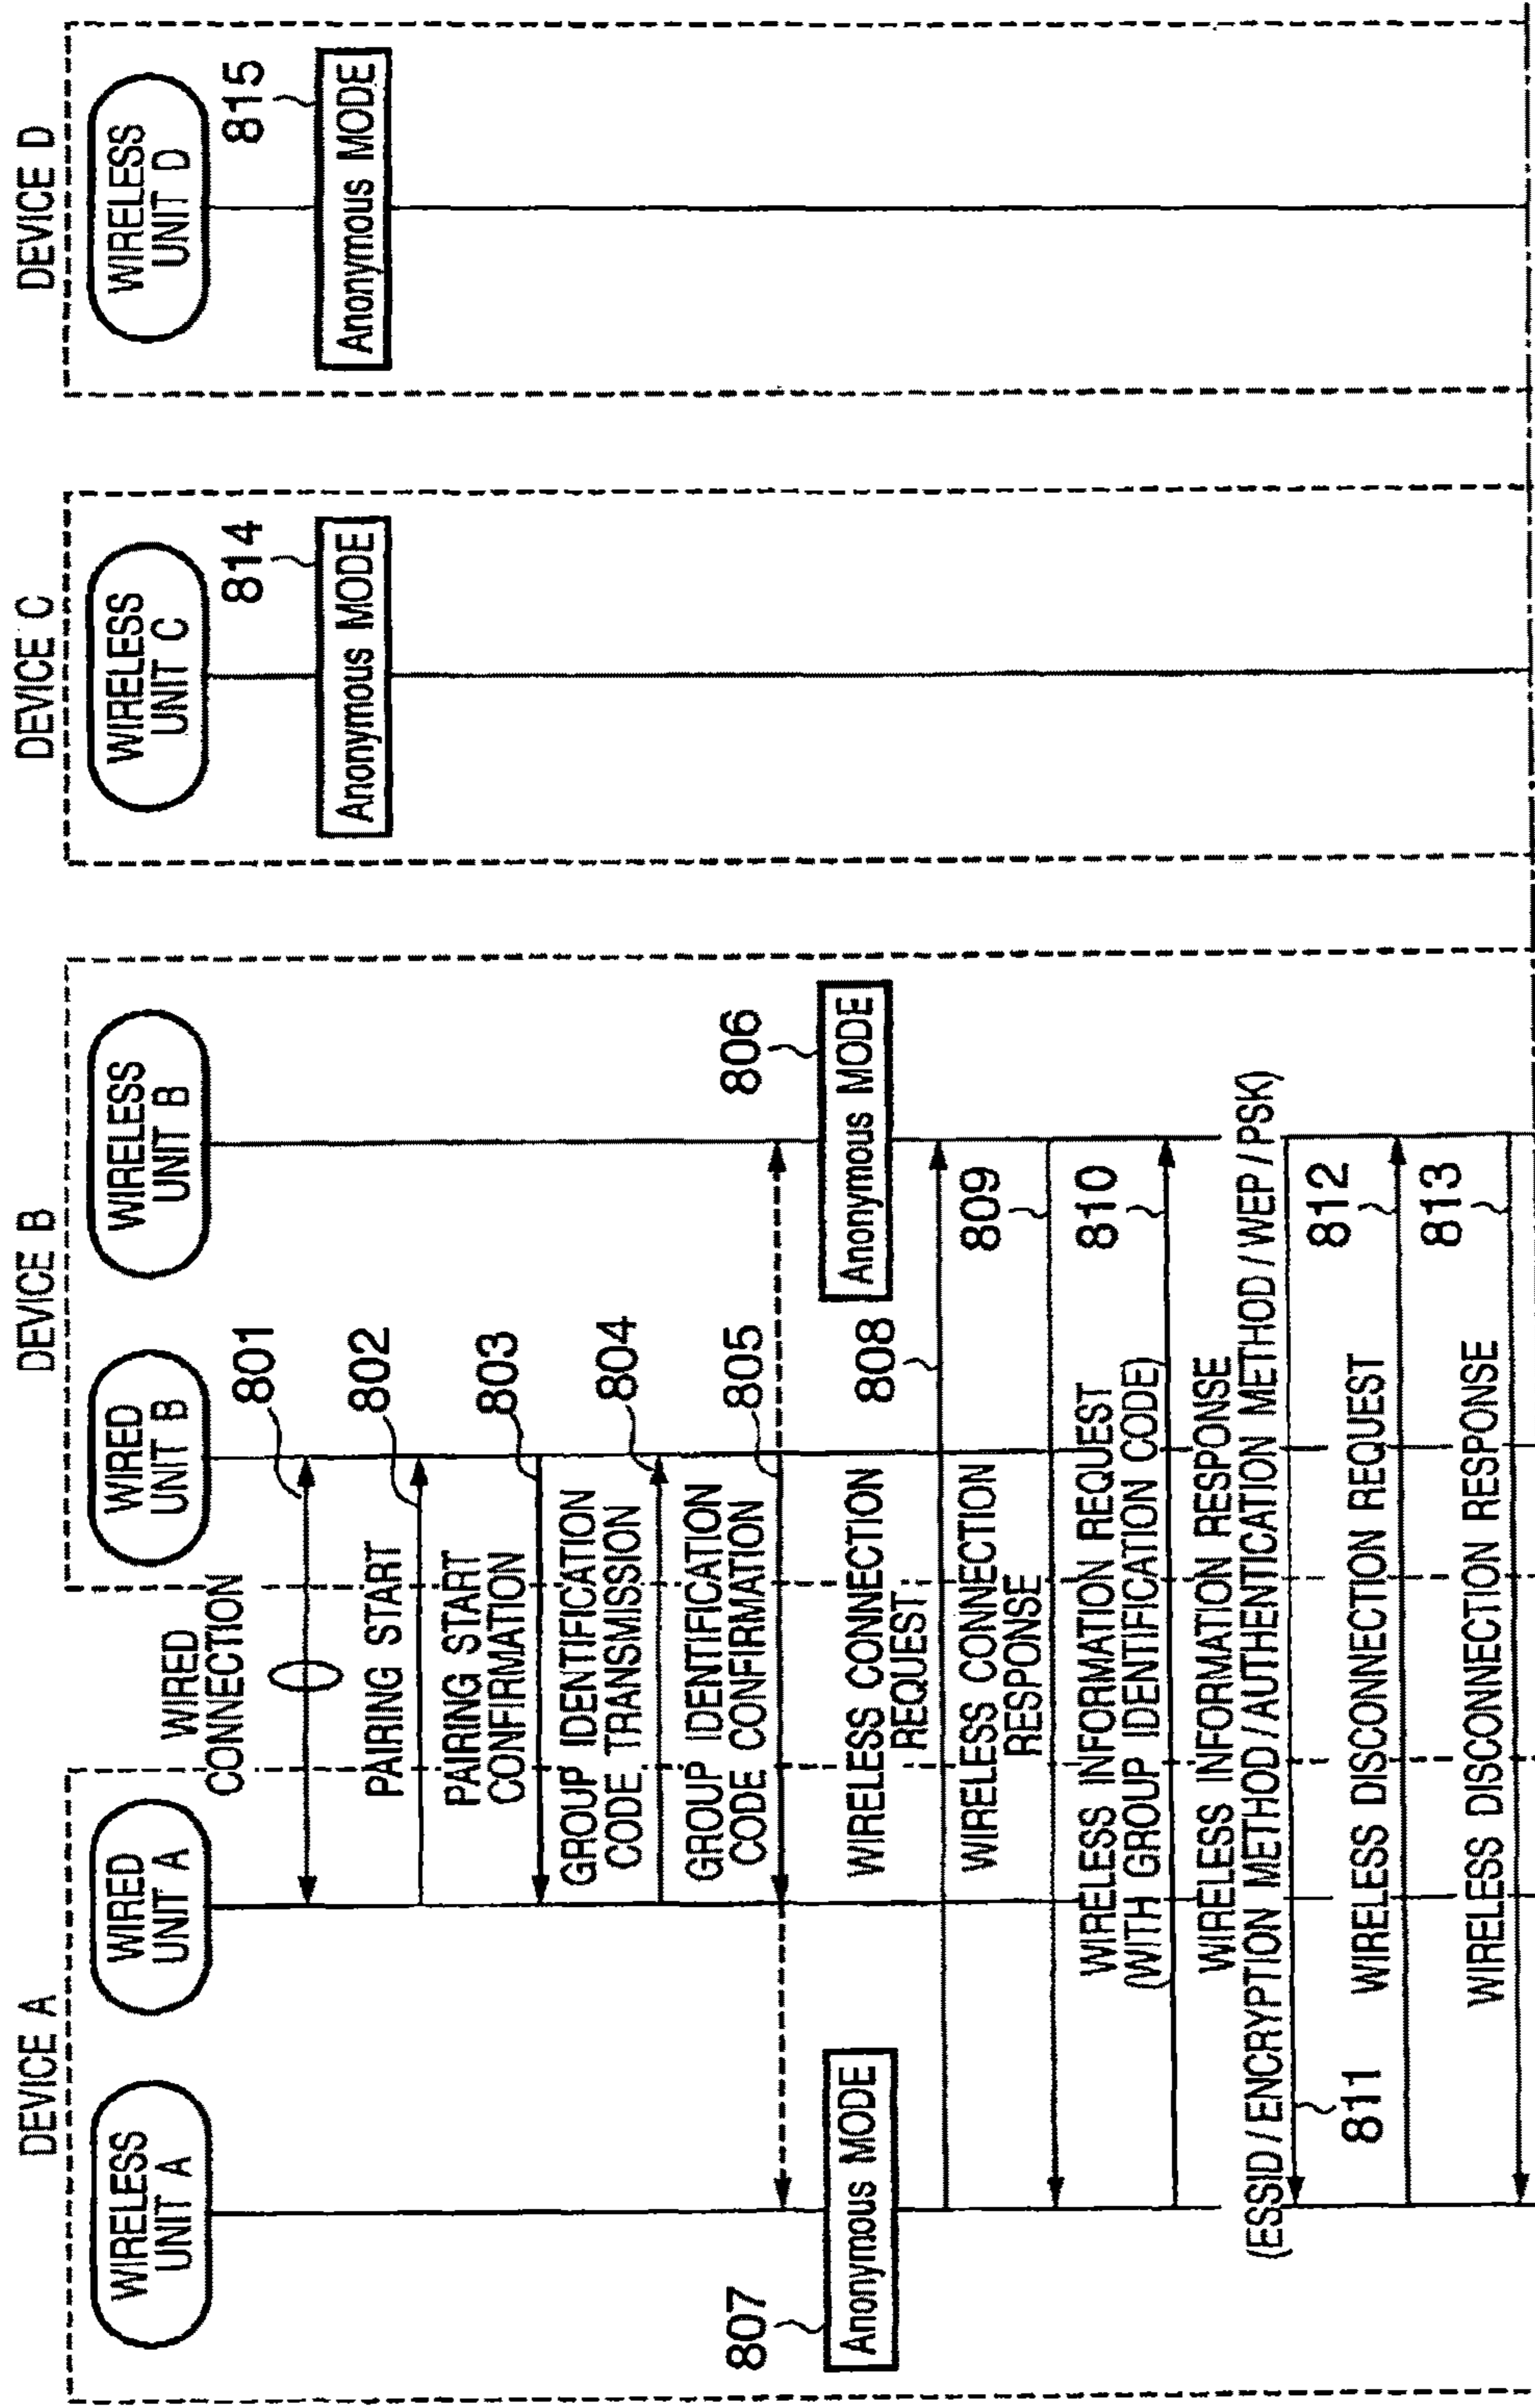 DEVICE A
DEVICE B
DEVICE C
DEVICE D
WIRELESS
UNIT A
WIRED
UNIT A
WIRED
UNIT B
WIRELESS
UNIT B
WIRELESS
UNIT C
WIRELESS
UNIT D
WIRED
CONNECTION
801
814
Anonymous MODE
815
Anonymous MODE
PAIRING START
802
PAIRING START
CONFIRMATION
803
GROUP IDENTIFICATION
CODE TRANSMISSION
804
GROUP IDENTIFICATION
CODE CONFIRMATION
805
807
Anonymous MODE
806
Anonymous MODE
WIRELESS CONNECTION
REQUEST
808
WIRELESS CONNECTION
RESPONSE
809
WIRELESS INFORMATION REQUEST
(WITH GROUP IDENTIFICATION CODE)
810
WIRELESS INFORMATION RESPONSE
(ESSID / ENCRYPTION METHOD / AUTHENTICATION METHOD / WEP / PSK)
811
WIRELESS DISCONNECTION REQUEST
812
WIRELESS DISCONNECTION RESPONSE
813